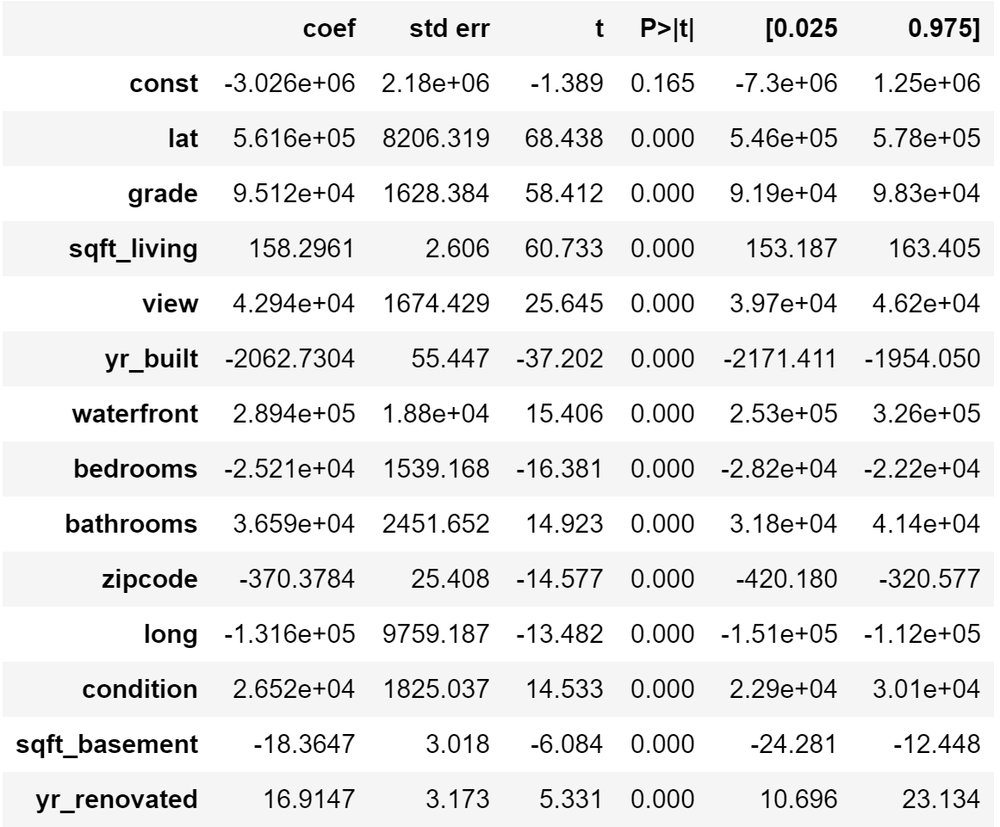 coef std err t P>|t| [0.025 0.975]
const -3.026e+06 2.18e+06 -1.389 0.165 -7.3e+06 1.25e+06
lat 5.616e+05 8206.319 68.438 0.000 5.46e+05 5.78e+05
grade 9.512e+04 1628.384 58.412 0.000 9.19e+04 9.83e+04
sqft_living 158.2961 2.606 60.733 0.000 153.187 163.405
view 4.294e+04 1674.429 25.645 0.000 3.97e+04 4.62e+04
yr_built -2062.7304 55.447 -37.202 0.000 -2171.411 -1954.050
waterfront 2.894e+05 1.88e+04 15.406 0.000 2.53e+05 3.26e+05
bedrooms -2.521e+04 1539.168 -16.381 0.000 -2.82e+04 -2.22e+04
bathrooms 3.659e+04 2451.652 14.923 0.000 3.18e+04 4.14e+04
zipcode -370.3784 25.408 -14.577 0.000 -420.180 -320.577
long -1.316e+05 9759.187 -13.482 0.000 -1.51e+05 -1.12e+05
condition 2.652e+04 1825.037 14.533 0.000 2.29e+04 3.01e+04
sqft_basement -18.3647 3.018 -6.084 0.000 -24.281 -12.448
yr_renovated 16.9147 3.173 5.331 0.000 10.696 23.134